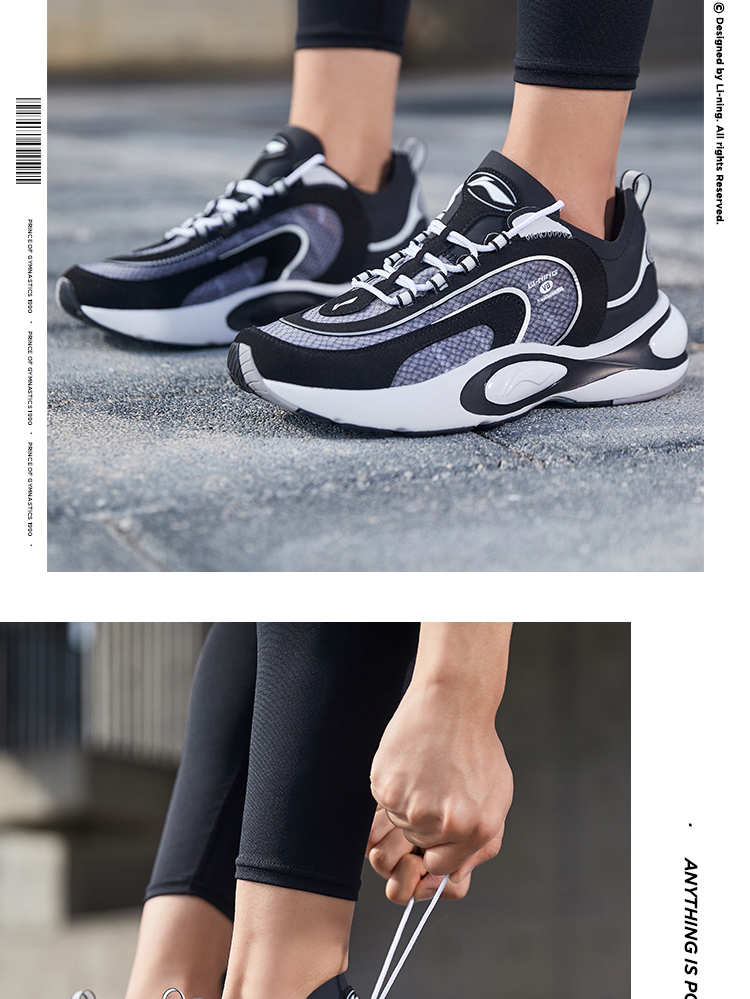 © Designed by Li-ning. All rights Reserved.
PRINCE OF GYMNASTICS 1990 · PRINCE OF GYMNASTICS 1990 · PRINCE OF GYMNASTICS 1990 ·
LI-NING
V8
· ANYTHING IS PO